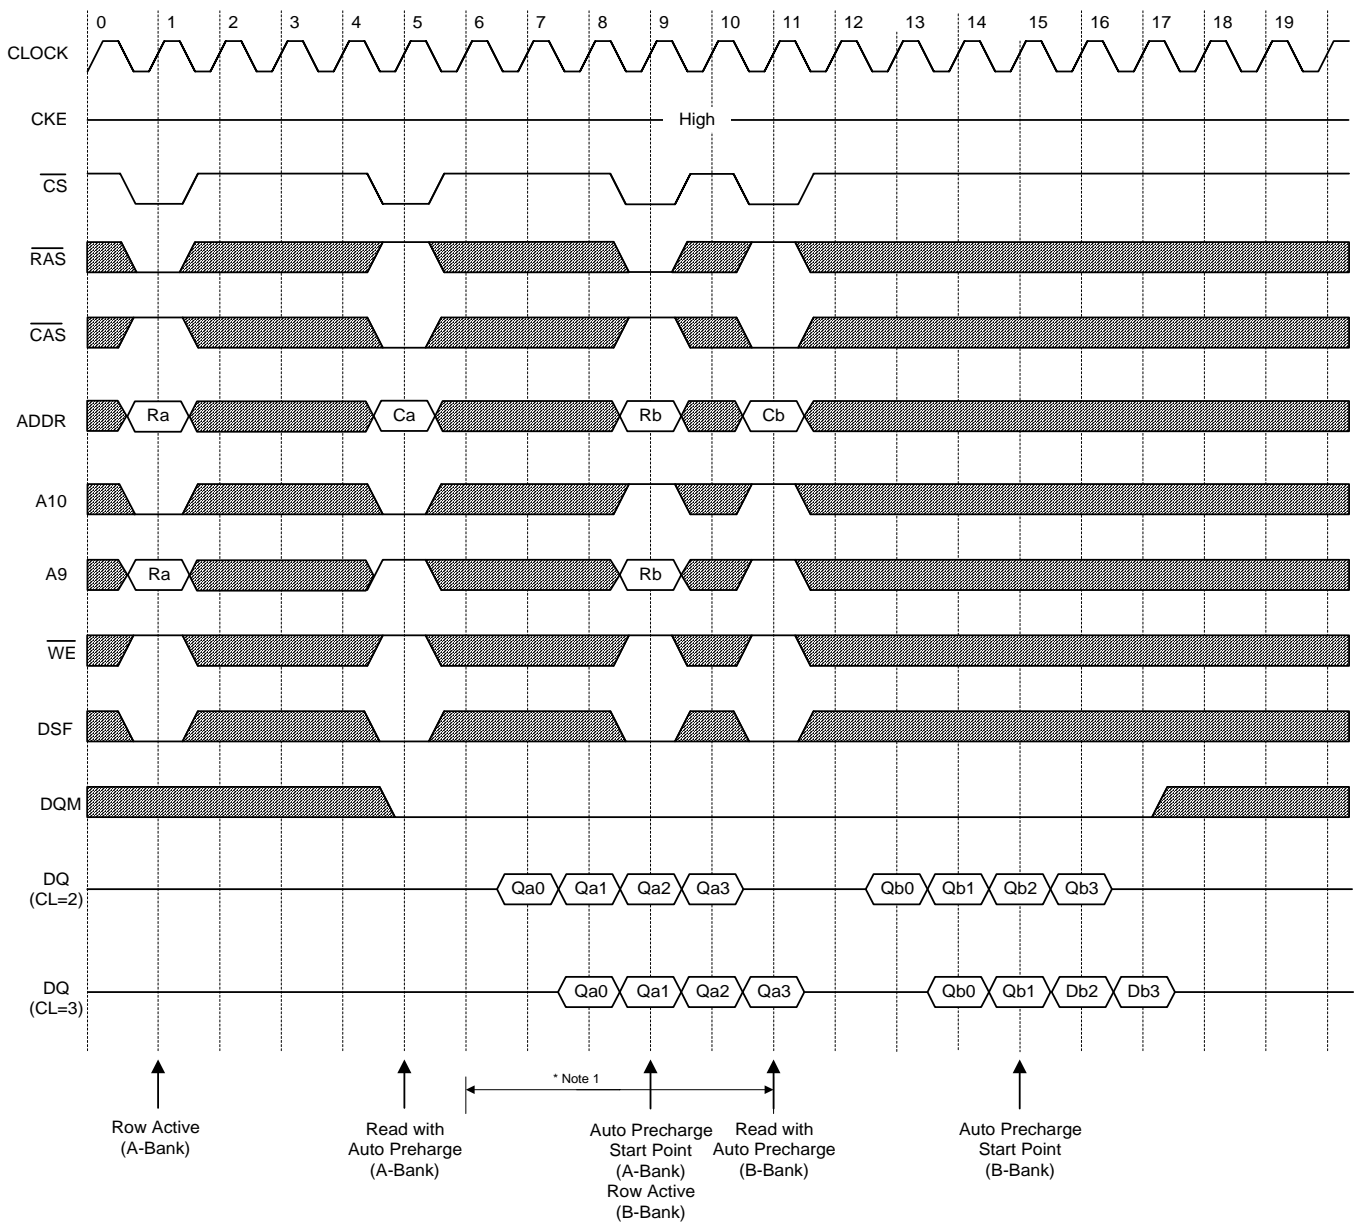 0 1 2 3 4 5 6 7 8 9 10 11 12 13 14 15 16 17 18 19
CLOCK
CKE High
CS
RAS
CAS
ADDR Ra Ca Rb Cb
A10
A9 Ra Rb
WE
DSF
DQM
DQ
(CL=2)
Qa0 Qa1 Qa2 Qa3 Qb0 Qb1 Qb2 Qb3
DQ
(CL=3)
Qa0 Qa1 Qa2 Qa3 Qb0 Qb1 Db2 Db3
* Note 1
Row Active
(A-Bank)
Read with
Auto Preharge
(A-Bank)
Auto Precharge
Start Point
(A-Bank)
Row Active
(B-Bank)
Read with
Auto Precharge
(B-Bank)
Auto Precharge
Start Point
(B-Bank)